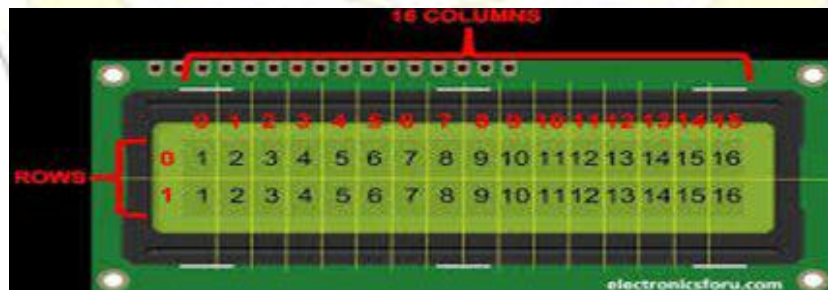 16 COLUMNS
0 1 2 3 4 5 6 7 8 9 10 11 12 13 14 15
0 1 2 3 4 5 6 7 8 9 10 11 12 13 14 15 16
ROWS
1 1 2 3 4 5 6 7 8 9 10 11 12 13 14 15 16
electronicsforu.com